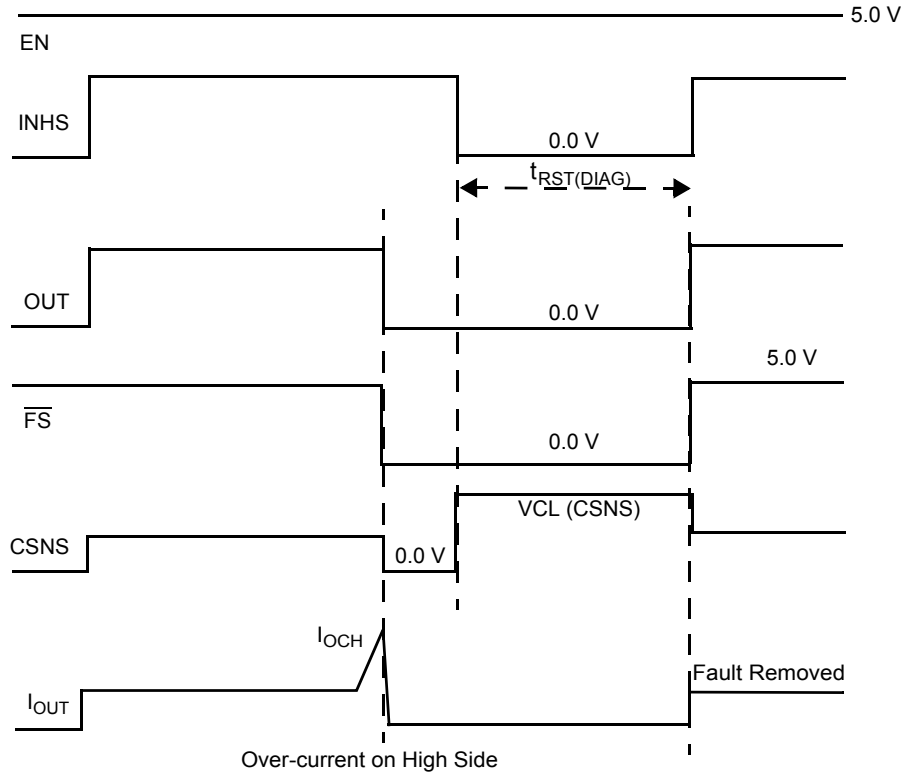 5.0 V
EN
INHS
0.0 V
tRST(DIAG)
OUT
0.0 V
5.0 V
FS
0.0 V
VCL (CSNS)
CSNS
0.0 V
IOCH
Fault Removed
IOUT
Over-current on High Side